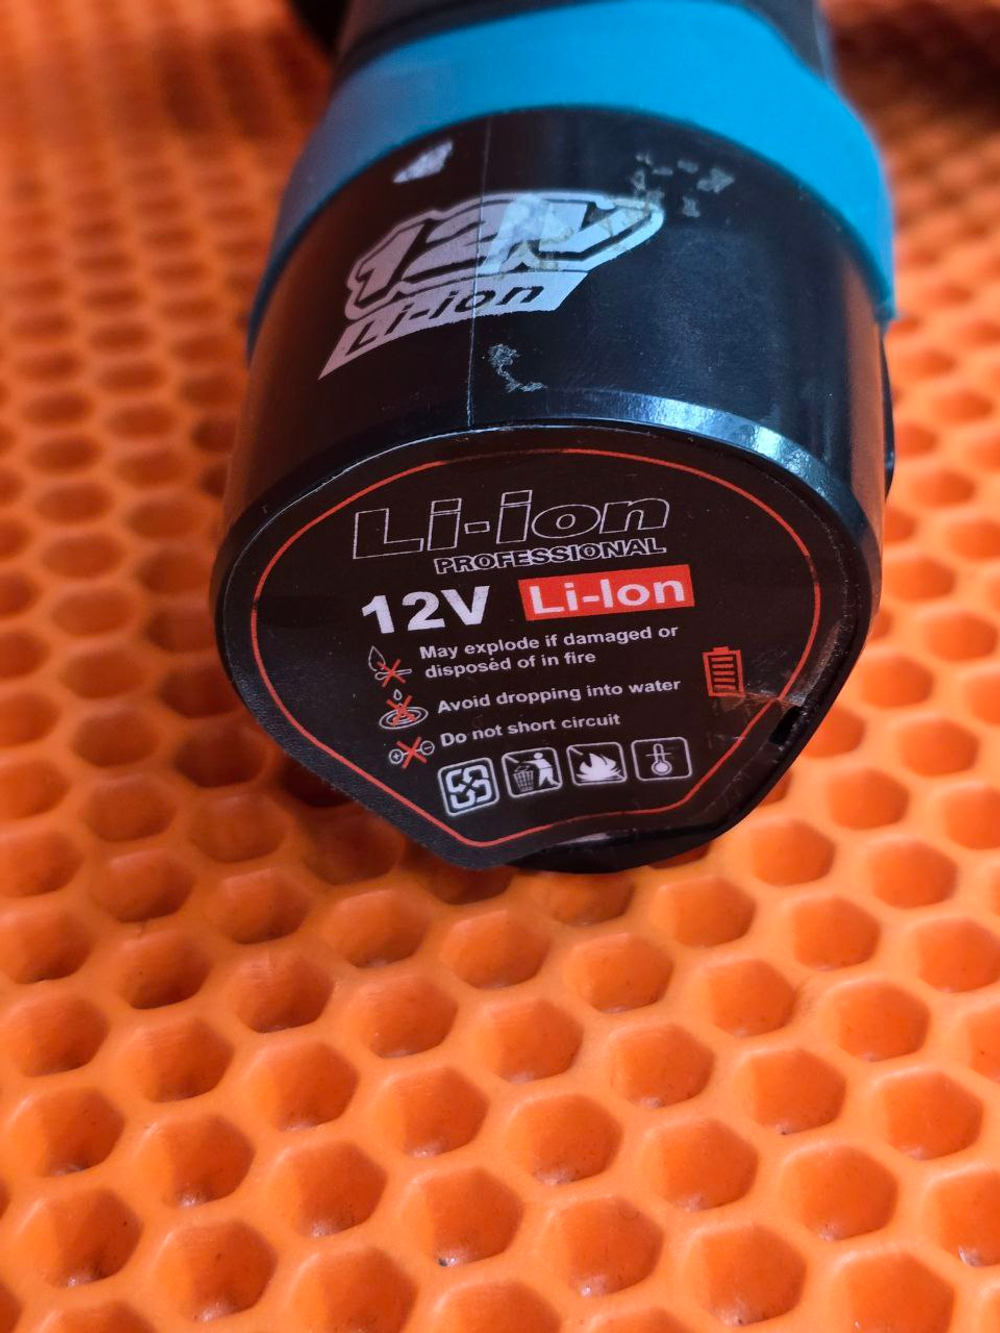 12V
Li-ion
Li-ion
PROFESSIONAL
12V Li-Ion
May explode if damaged or
disposed of in fire
Avoid dropping into water
Do not short circuit